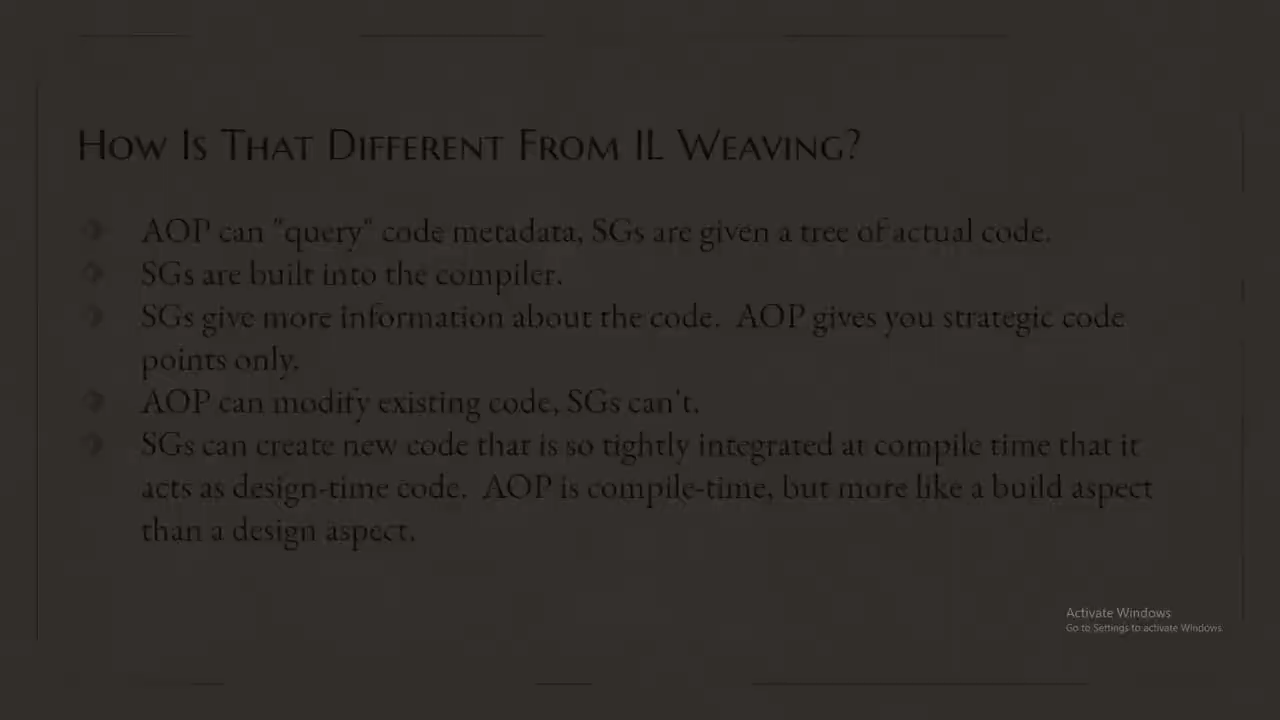 How Is That Different From IL Weaving?
AOP can "query" code metadata, SGs are given a tree of actual code.
SGs are built into the compiler.
SGs give more information about the code.  AOP gives you strategic code
points only.
AOP can modify existing code, SGs can't.
SGs can create new code that is so tightly integrated at compile time that it
acts as design-time code.  AOP is compile-time, but more like a build aspect
than a design aspect.
Activate Windows
Go to Settings to activate Windows.